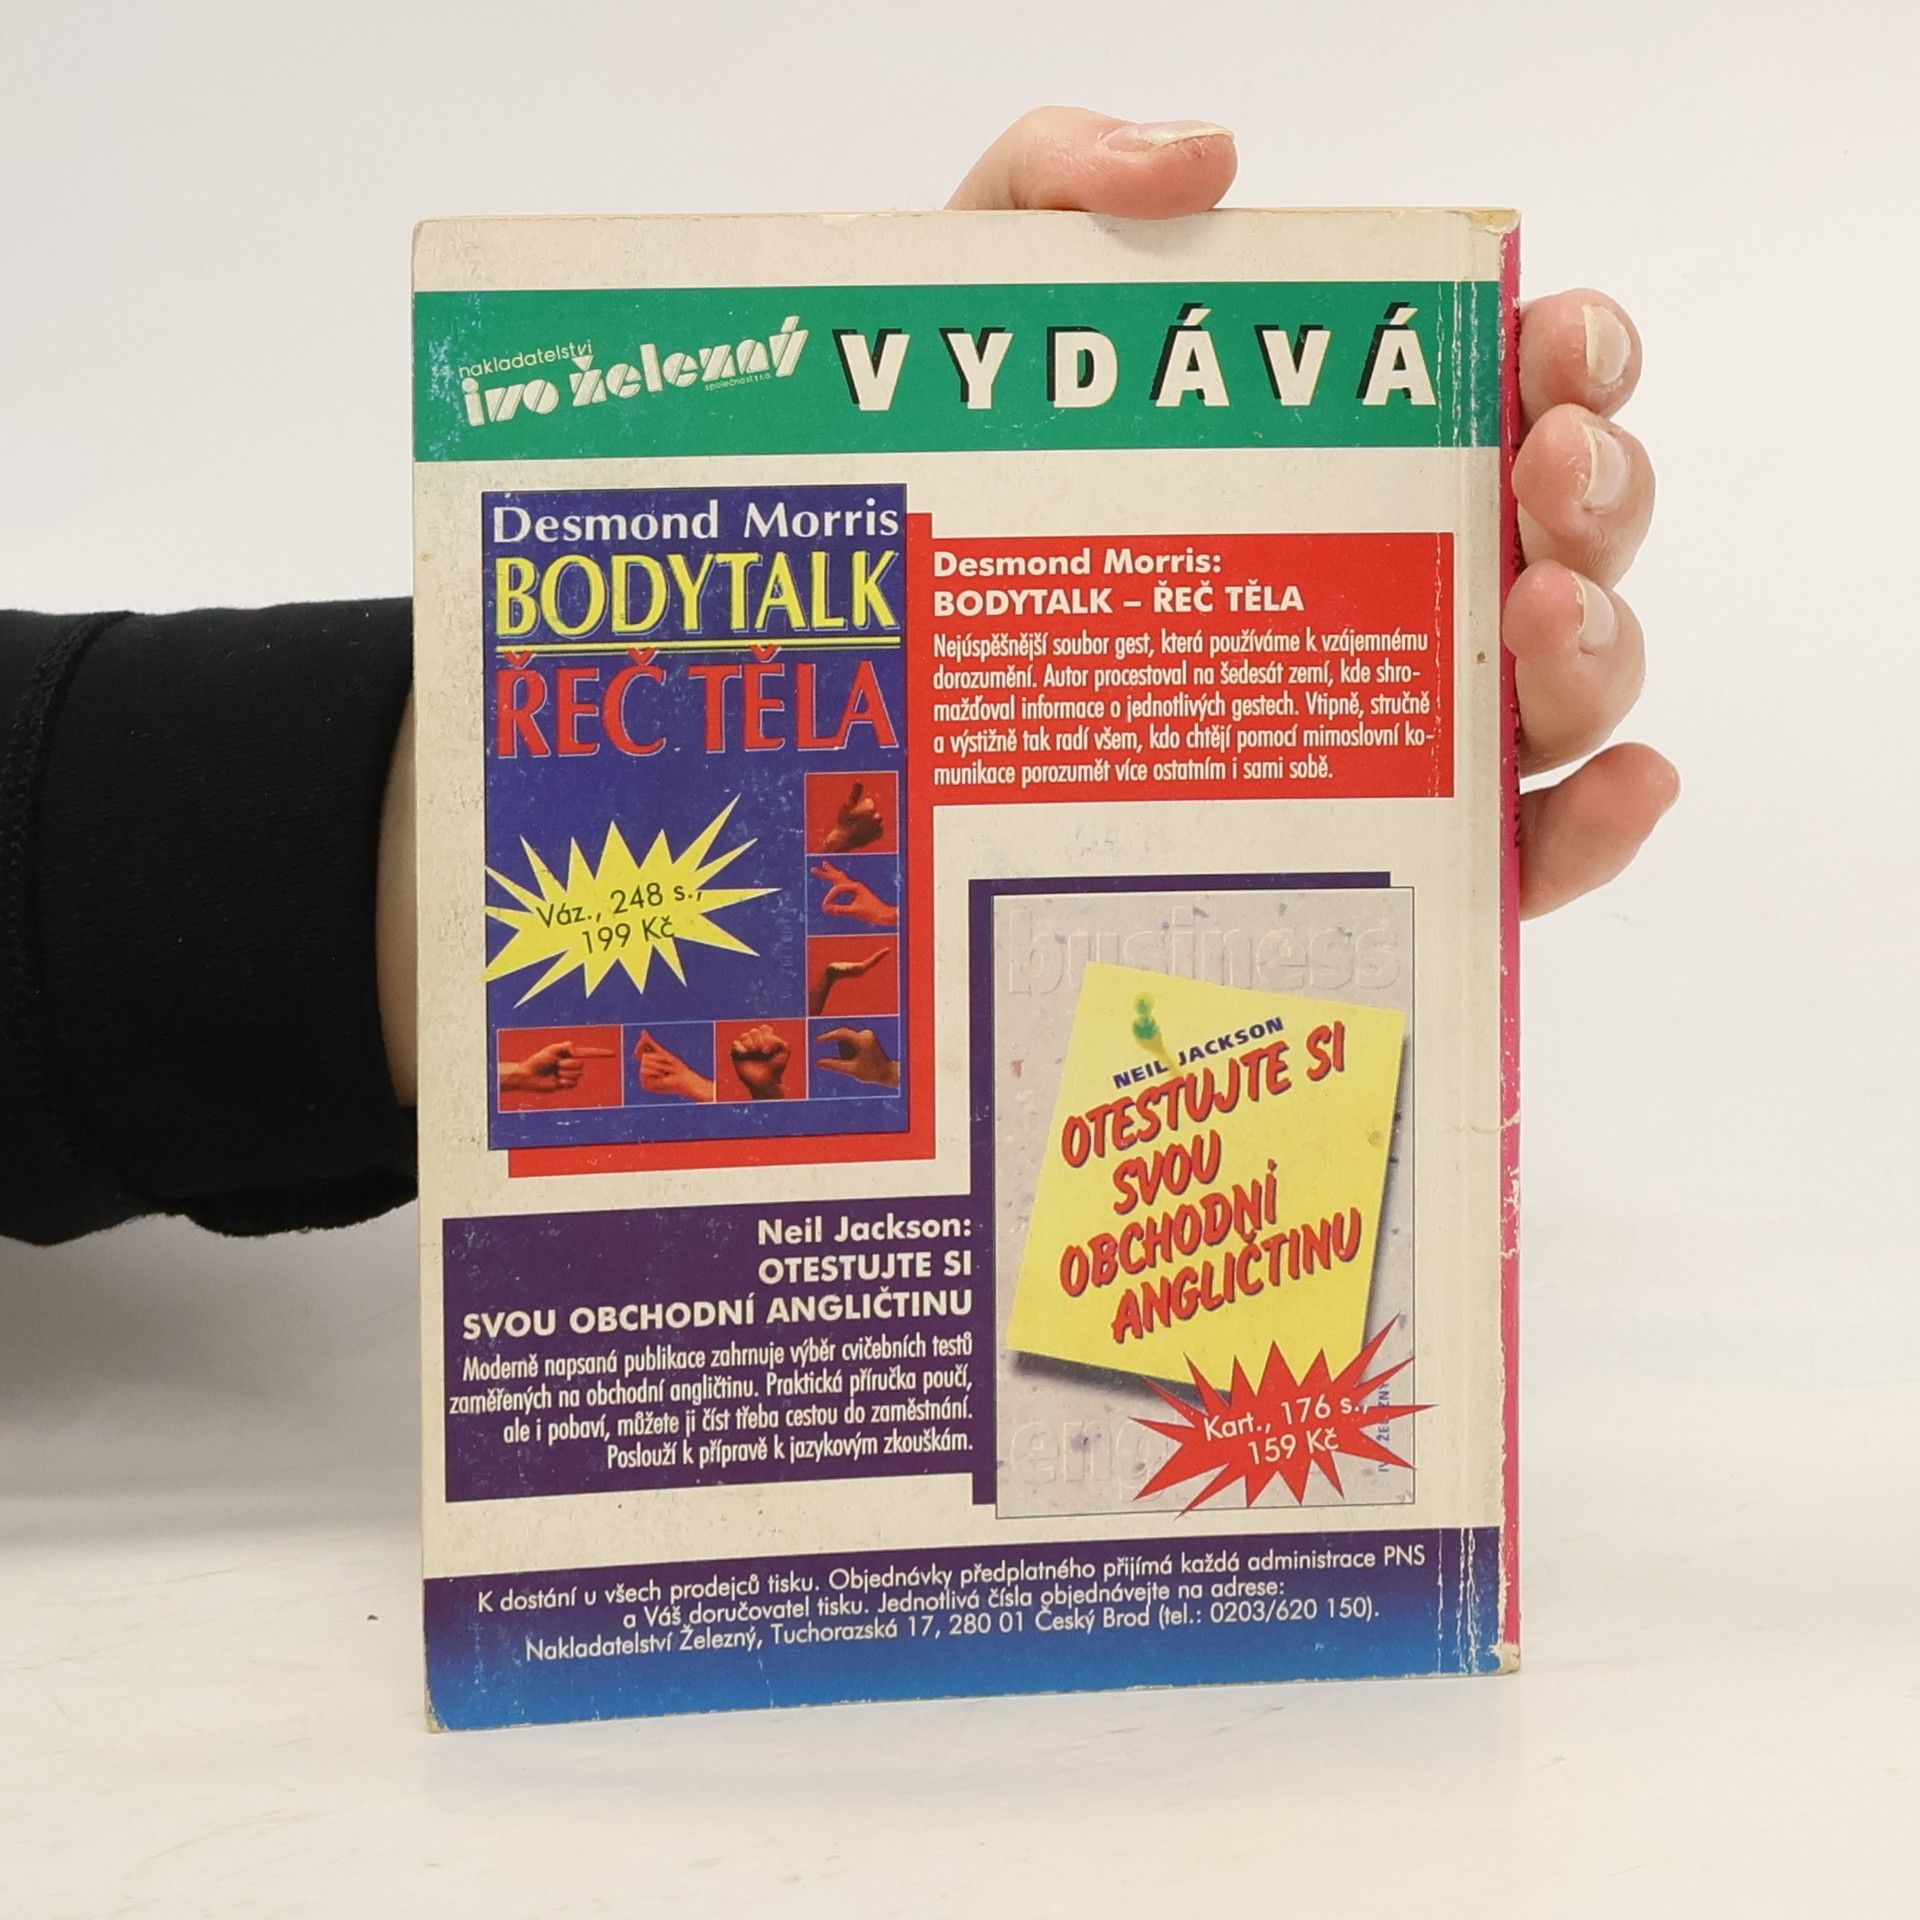 nakladatelství
ivo železný
společnost s r.o.
VYDÁVÁ
Desmond Morris
BODYTALK
ŘEČ TĚLA
Váz., 248 s.,
199 Kč
Desmond Morris:
BODYTALK – ŘEČ TĚLA
Nejúspěšnější soubor gest, která používáme k vzájemnému
dorozumění. Autor procestoval na šedesát zemí, kde shro-
mažďoval informace o jednotlivých gestech. Vtipně, stručně
a výstižně tak radí všem, kdo chtějí pomocí mimoslovní ko-
munikace porozumět více ostatním i sami sobě.
business
NEIL JACKSON
OTESTUJTE SI
SVOU
OBCHODNÍ
ANGLIČTINU
Kart., 176 s.,
159 Kč
Neil Jackson:
OTESTUJTE SI
SVOU OBCHODNÍ ANGLIČTINU
Moderně napsaná publikace zahrnuje výběr cvičebních testů
zaměřených na obchodní angličtinu. Praktická příručka poučí,
ale i pobaví, můžete ji číst třeba cestou do zaměstnání.
Poslouží k přípravě k jazykovým zkouškám.
K dostání u všech prodejců tisku. Objednávky předplatného přijímá každá administrace PNS
a Váš doručovatel tisku. Jednotlivá čísla objednávejte na adrese:
Nakladatelství Železný, Tuchorazská 17, 280 01 Český Brod (tel.: 0203/620 150).